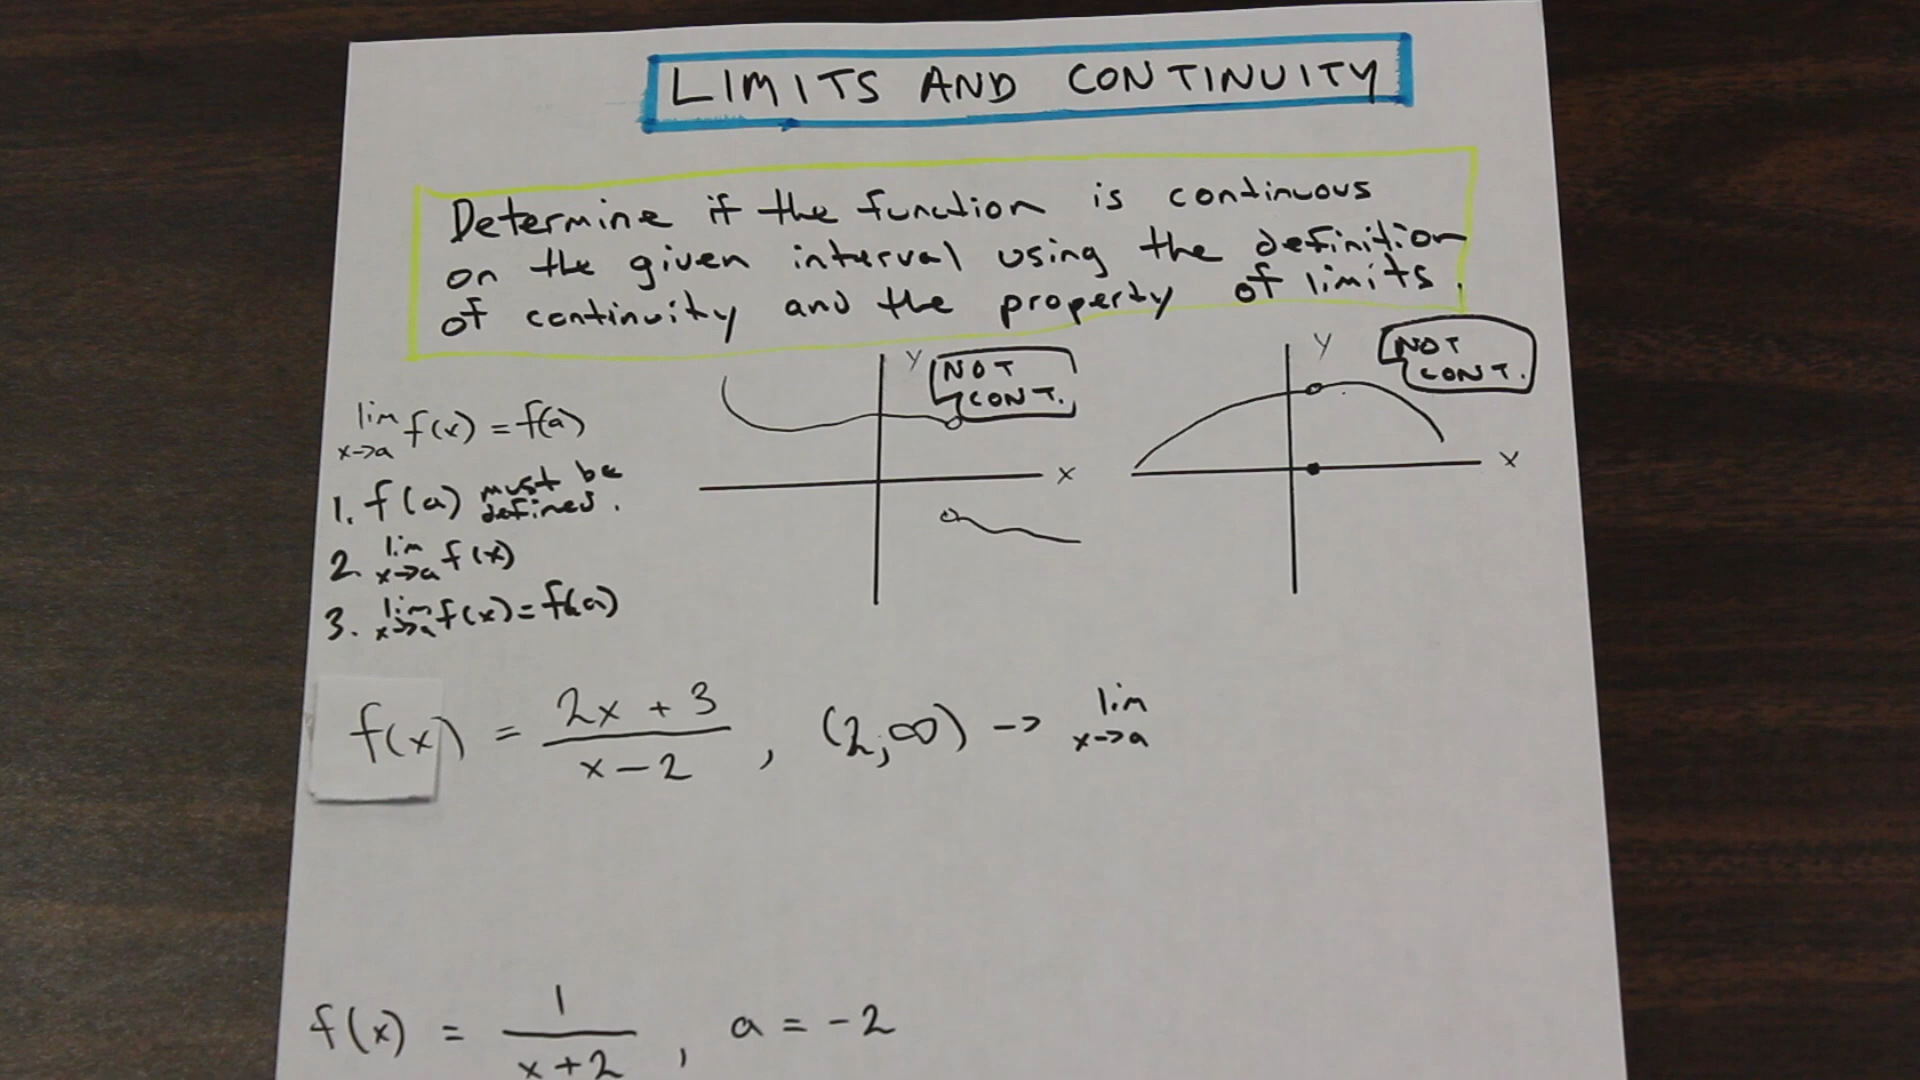 LIMITS AND CONTINUITY
Determine if the function is continuous
on the given interval using the definition
of continuity and the property of limits.
lim x->a f(x) = f(a)
1. f(a) must be defined.
2. lim x->a f(x)
3. lim x->a f(x) = f(a)
Y
NOT
CONT.
X
Y
NOT
CONT.
X
f(x) = (2x + 3)/(x - 2), (2,∞) -> lim x->a
f(x) = 1/(x+2), a = -2